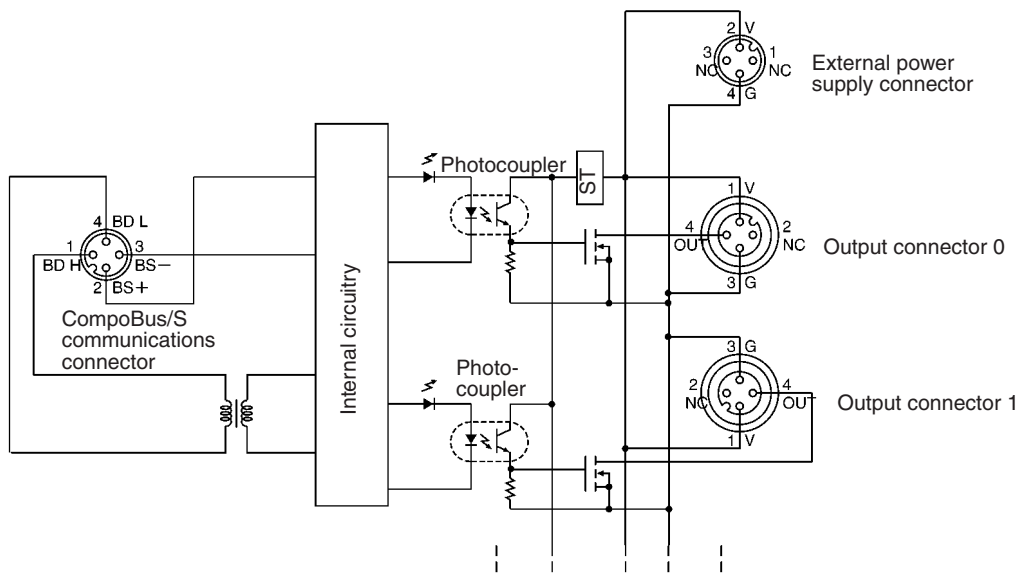 2 V
3
NC
1
NC
4 G
External power
supply connector
Photocoupler
ST
1 V
4
OUT
2
NC
3 G
Output connector 0
4 BD L
1
BD H
3
BS−
2 BS+
CompoBus/S
communications
connector
Internal circuitry
Photo-
coupler
3 G
2
NC
4
OUT
1 V
Output connector 1